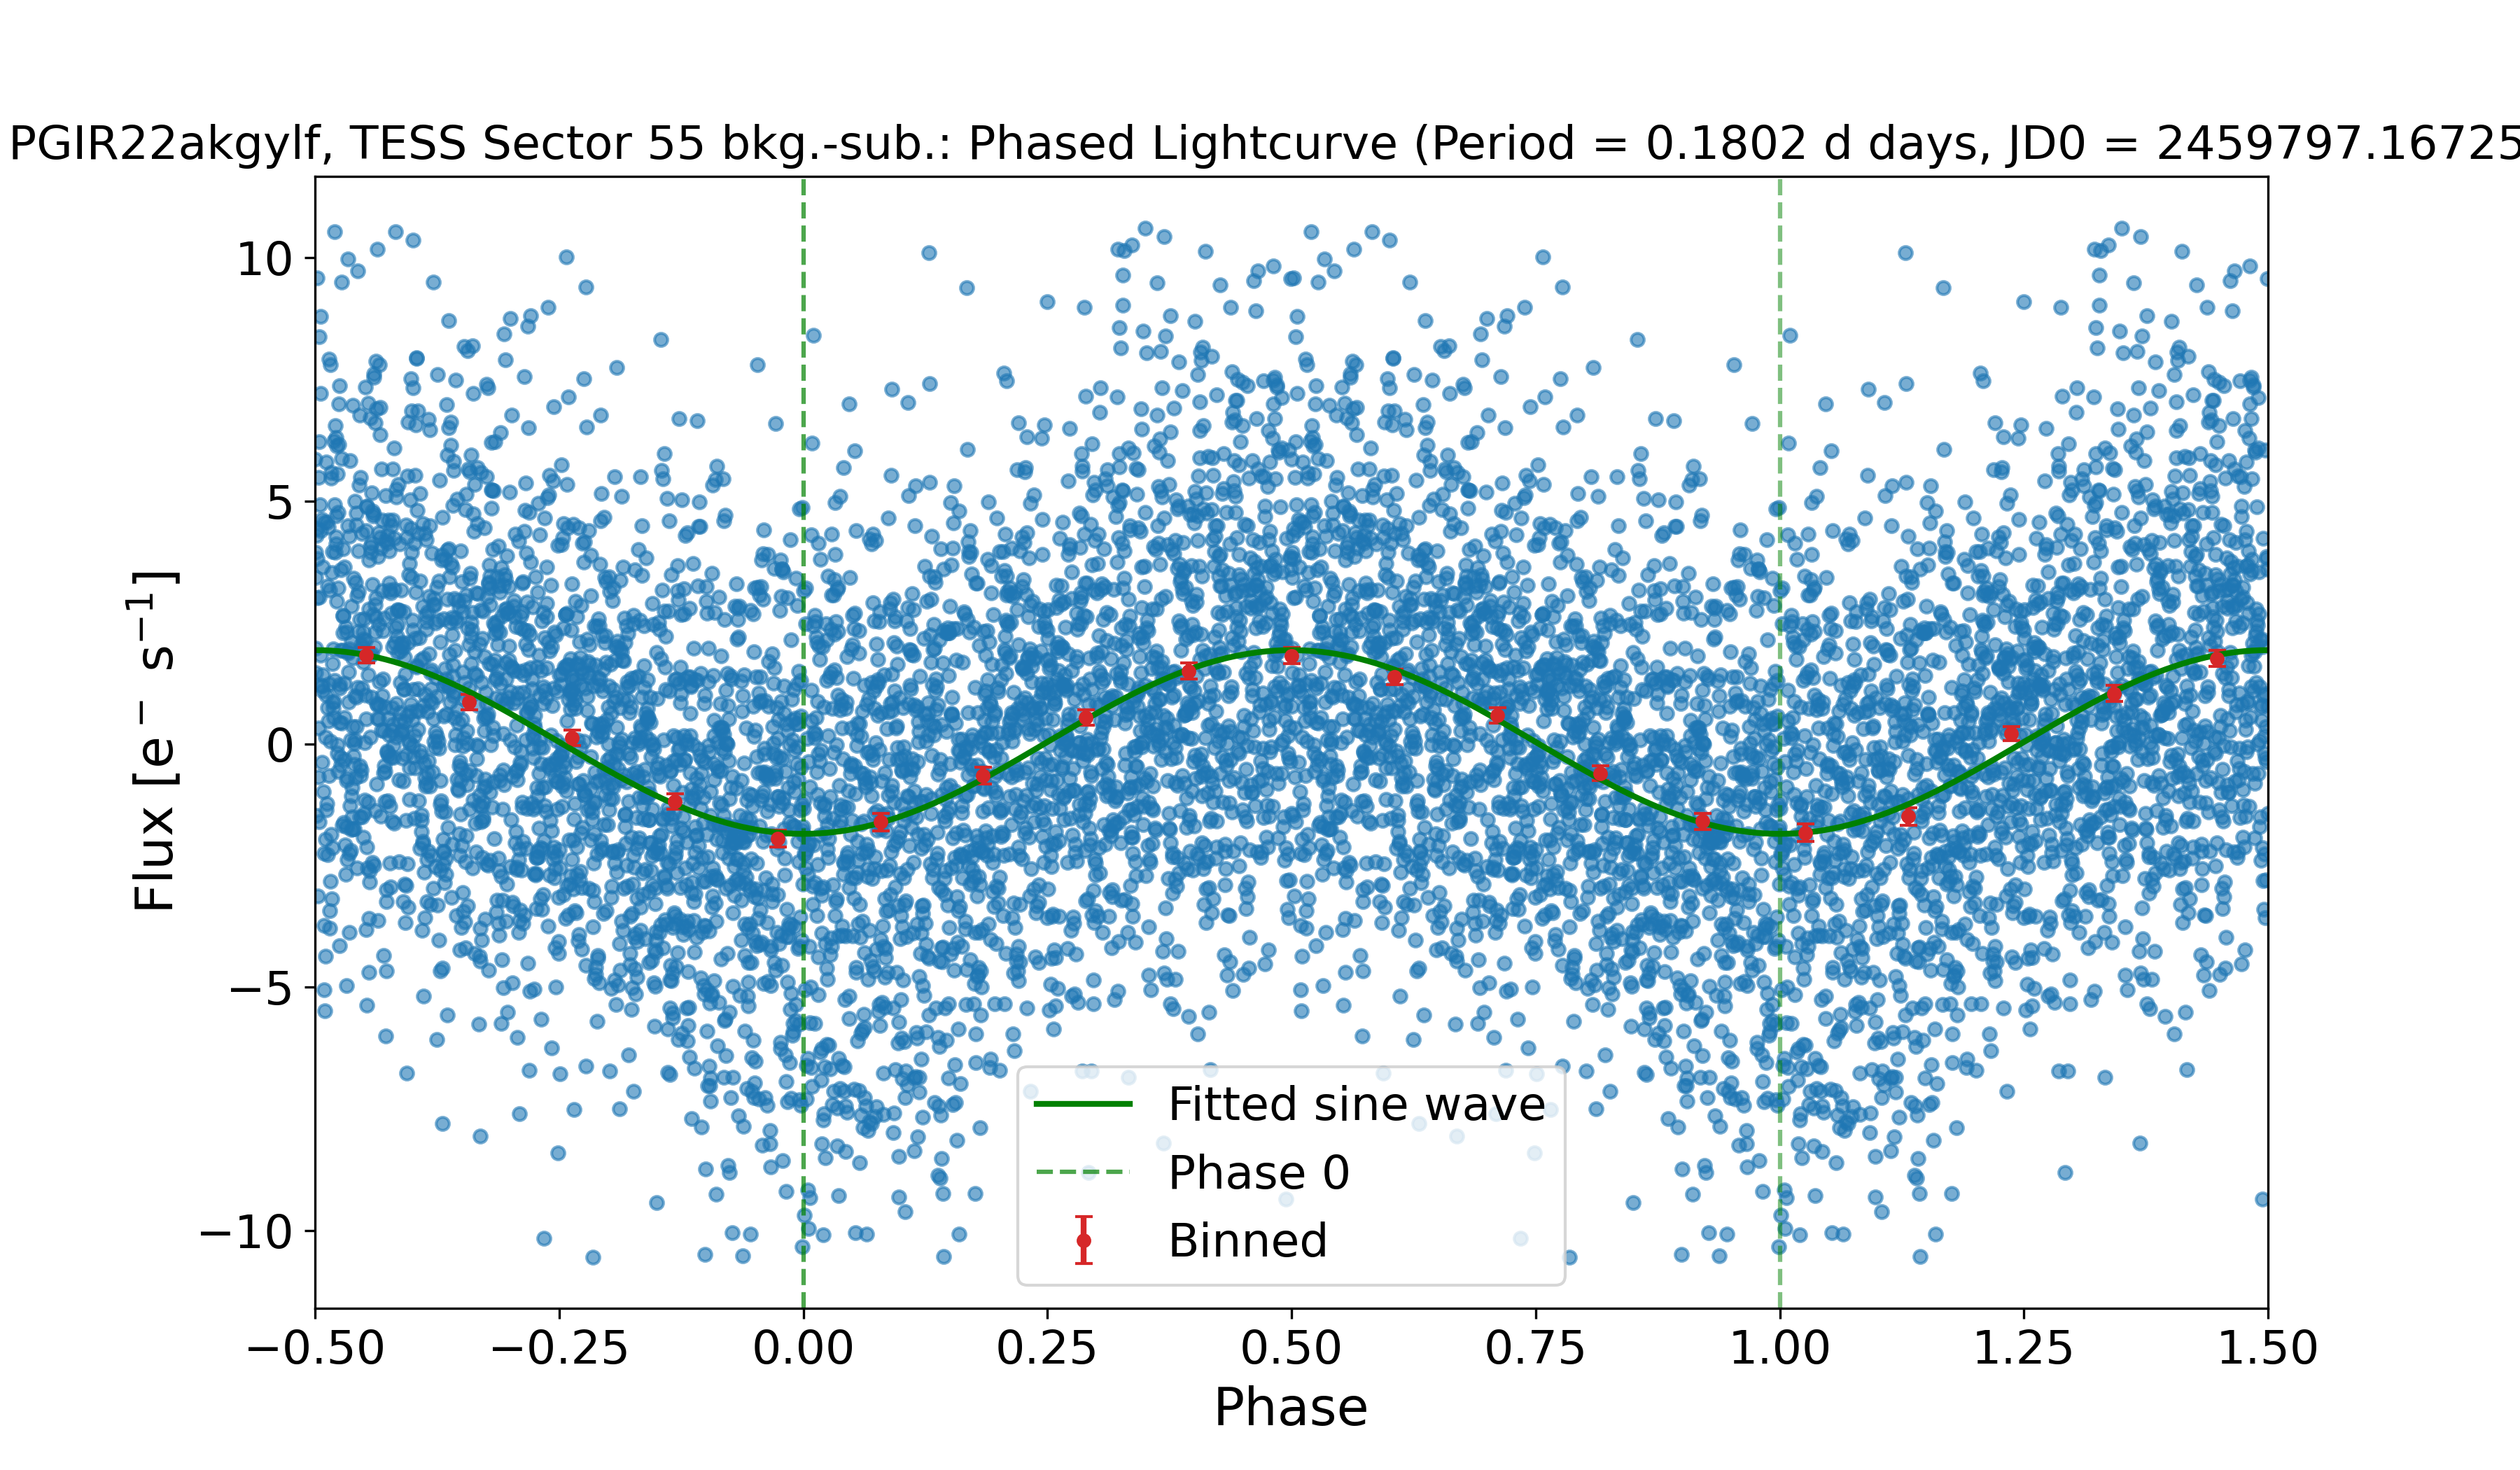 PGIR22akgylf, TESS Sector 55 bkg.-sub.: Phased Lightcurve (Period = 0.1802 d days, JD0 = 2459797.16725
10
5
0
−5
−10
Flux [e⁻ s⁻¹]
Fitted sine wave
Phase 0
Binned
−0.50 −0.25 0.00 0.25 0.50 0.75 1.00 1.25 1.50
Phase